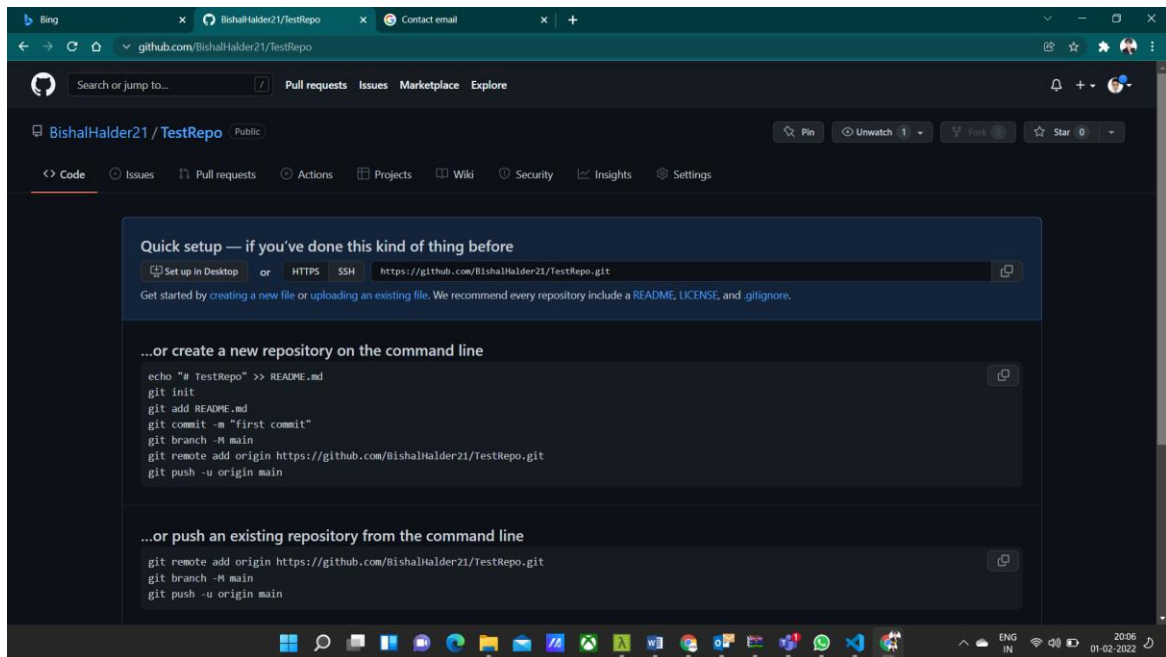 Bing
BishalHalder21/TestRepo
Contact email
github.com/BishalHalder21/TestRepo
Search or jump to...
/
Pull requests Issues Marketplace Explore
BishalHalder21 / TestRepo Public
Pin
Unwatch 1
Fork 0
Star 0
<> Code
Issues
Pull requests
Actions
Projects
Wiki
Security
Insights
Settings
Quick setup — if you've done this kind of thing before
Set up in Desktop or HTTPS SSH https://github.com/BishalHalder21/TestRepo.git
Get started by creating a new file or uploading an existing file. We recommend every repository include a README, LICENSE, and .gitignore.
...or create a new repository on the command line
echo "# TestRepo" >> README.md
git init
git add README.md
git commit -m "first commit"
git branch -M main
git remote add origin https://github.com/BishalHalder21/TestRepo.git
git push -u origin main
...or push an existing repository from the command line
git remote add origin https://github.com/BishalHalder21/TestRepo.git
git branch -M main
git push -u origin main
ENG
IN
20:06
01-02-2022